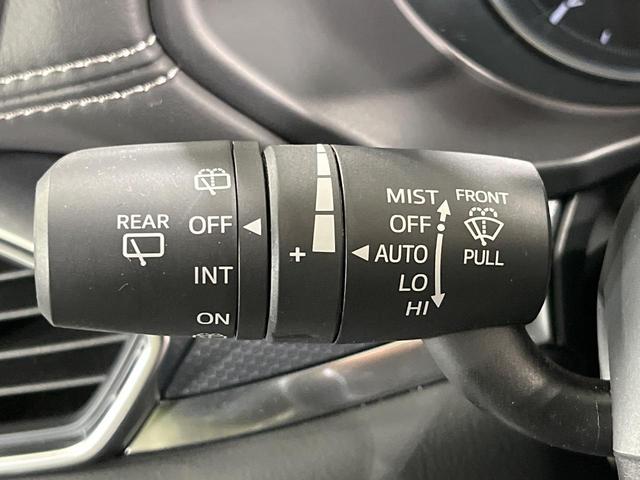 REAR
OFF
INT
ON
+
MIST
OFF
AUTO
LO
HI
FRONT
PULL